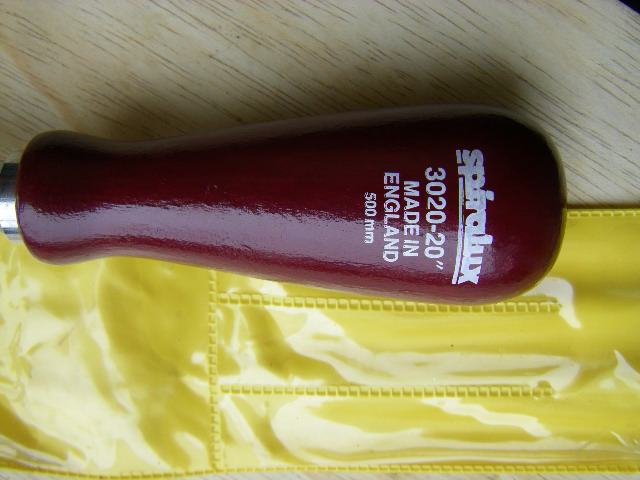 spiralux
3020-20"
MADE IN
ENGLAND
500 mm